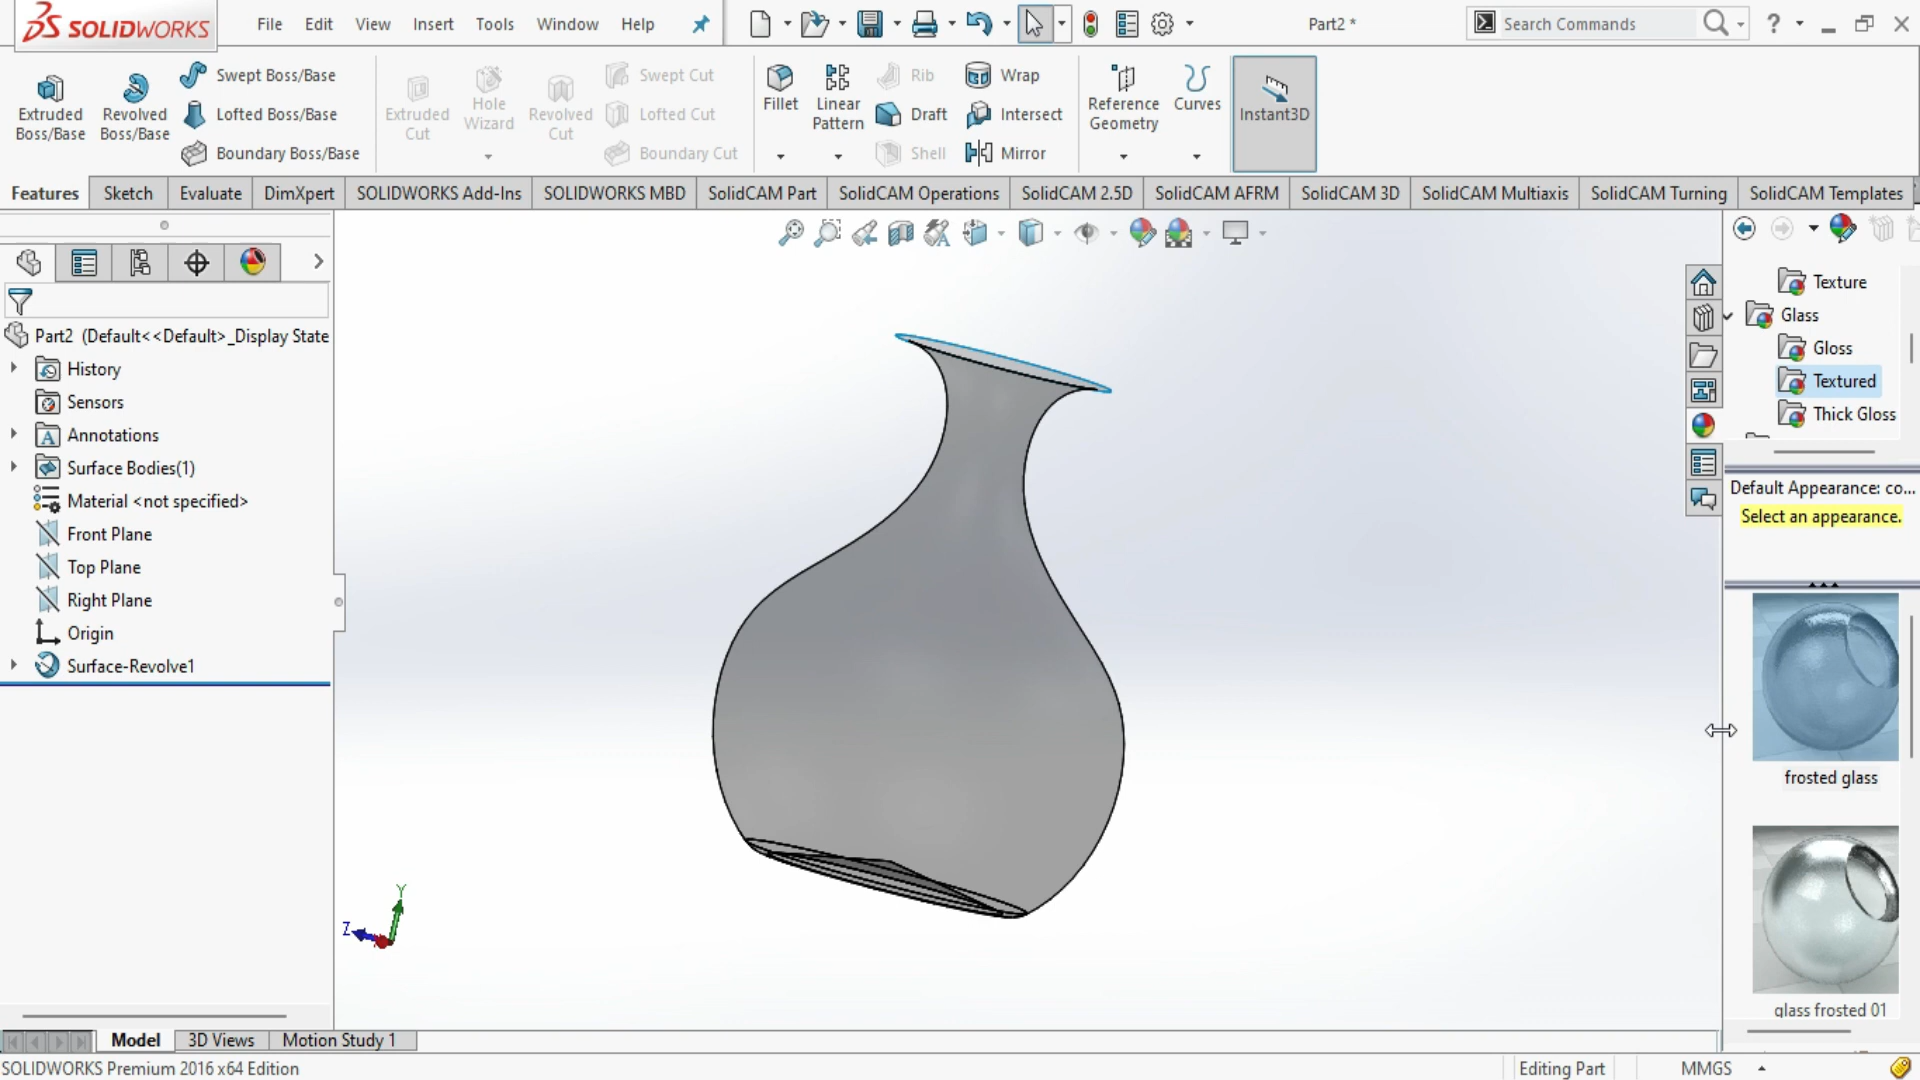 SOLIDWORKS
File Edit View Insert Tools Window Help
Part2 *
Search Commands
Extruded Boss/Base
Revolved Boss/Base
Swept Boss/Base
Lofted Boss/Base
Boundary Boss/Base
Extruded Cut
Hole Wizard
Revolved Cut
Swept Cut
Lofted Cut
Boundary Cut
Fillet
Linear Pattern
Rib
Draft
Shell
Wrap
Intersect
Mirror
Reference Geometry
Curves
Instant3D
Features Sketch Evaluate DimXpert SOLIDWORKS Add-Ins SOLIDWORKS MBD SolidCAM Part SolidCAM Operations SolidCAM 2.5D SolidCAM AFRM SolidCAM 3D SolidCAM Multiaxis SolidCAM Turning SolidCAM Templates
Part2 (Default<<Default>_Display State
History
Sensors
Annotations
Surface Bodies(1)
Material <not specified>
Front Plane
Top Plane
Right Plane
Origin
Surface-Revolve1
Y
Z
Texture
Glass
Gloss
Textured
Thick Gloss
Default Appearance: co...
Select an appearance.
frosted glass
glass frosted 01
Model 3D Views Motion Study 1
SOLIDWORKS Premium 2016 x64 Edition
Editing Part
MMGS